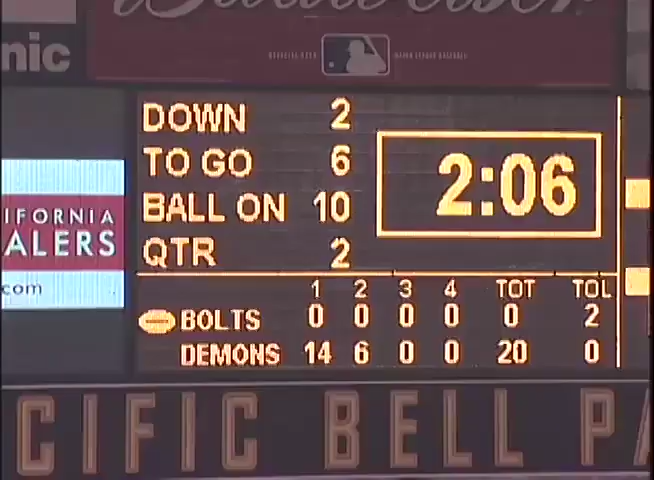 Budweiser
nic
DOWN 2
TO GO 6
BALL ON 10
QTR 2
2:06
IFORNIA
ALERS
com
1 2 3 4 TOT TOL
BOLTS 0 0 0 0 0 2
DEMONS 14 6 0 0 20 0
CIFIC BELL PA